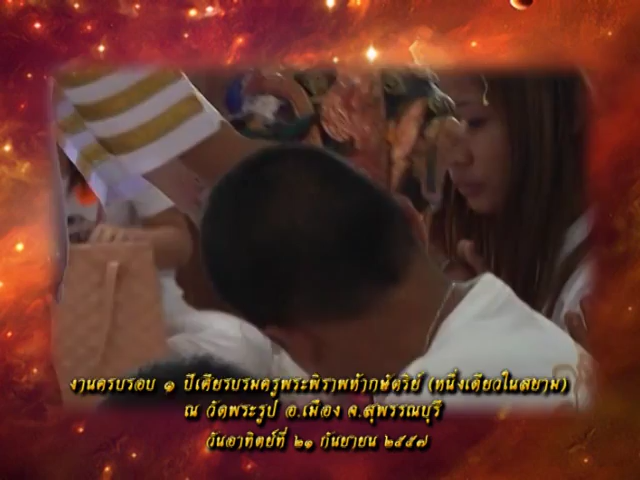 งานครบรอบ ๑ ปีเศียรบรมครูพระพิราพห้ากษัตริย์ (หนึ่งเดียวในสยาม)
ณ วัดพระรูป อ.เมือง จ.สุพรรณบุรี
วันอาทิตย์ที่ ๒๑ กันยายน ๒๕๕๗